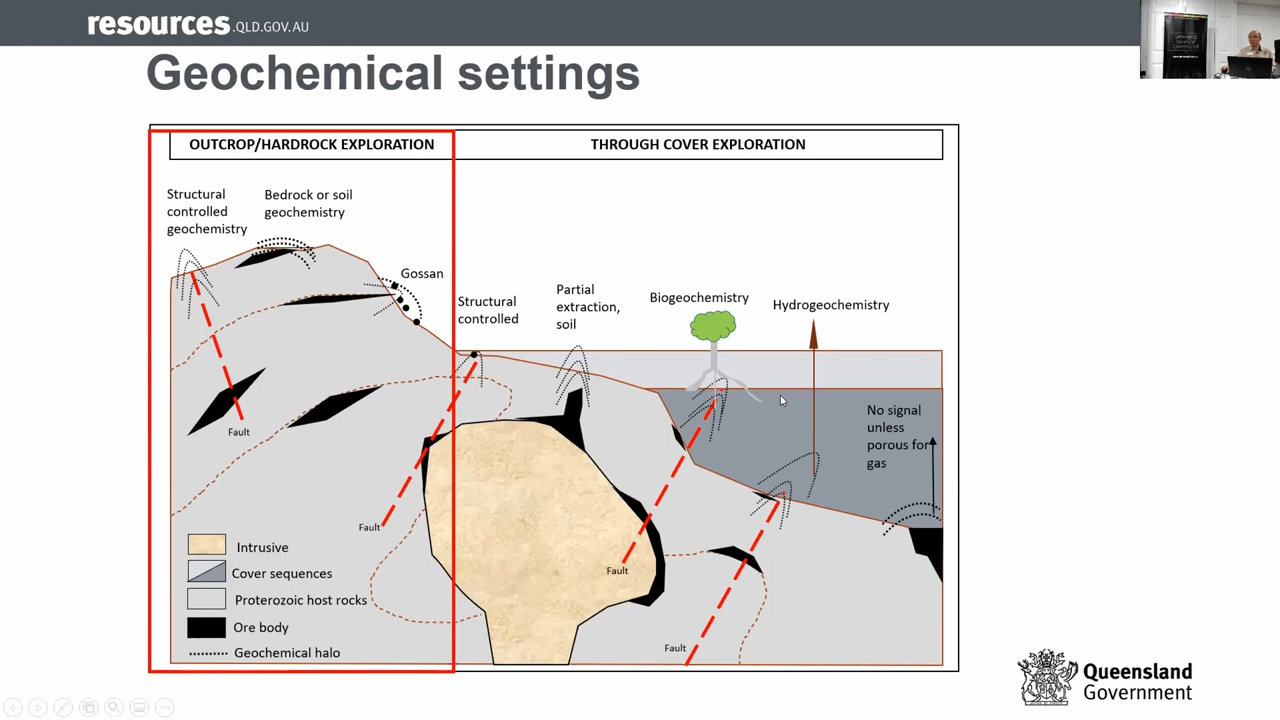 resources.QLD.GOV.AU
Geochemical settings
OUTCROP/HARDROCK EXPLORATION
THROUGH COVER EXPLORATION
Structural
controlled
geochemistry
Bedrock or soil
geochemistry
Gossan
Structural
controlled
Partial
extraction,
soil
Biogeochemistry
Hydrogeochemistry
No signal
unless
porous for
gas
Fault
Fault
Fault
Fault
Intrusive
Cover sequences
Proterozoic host rocks
Ore body
Geochemical halo
Queensland
Government